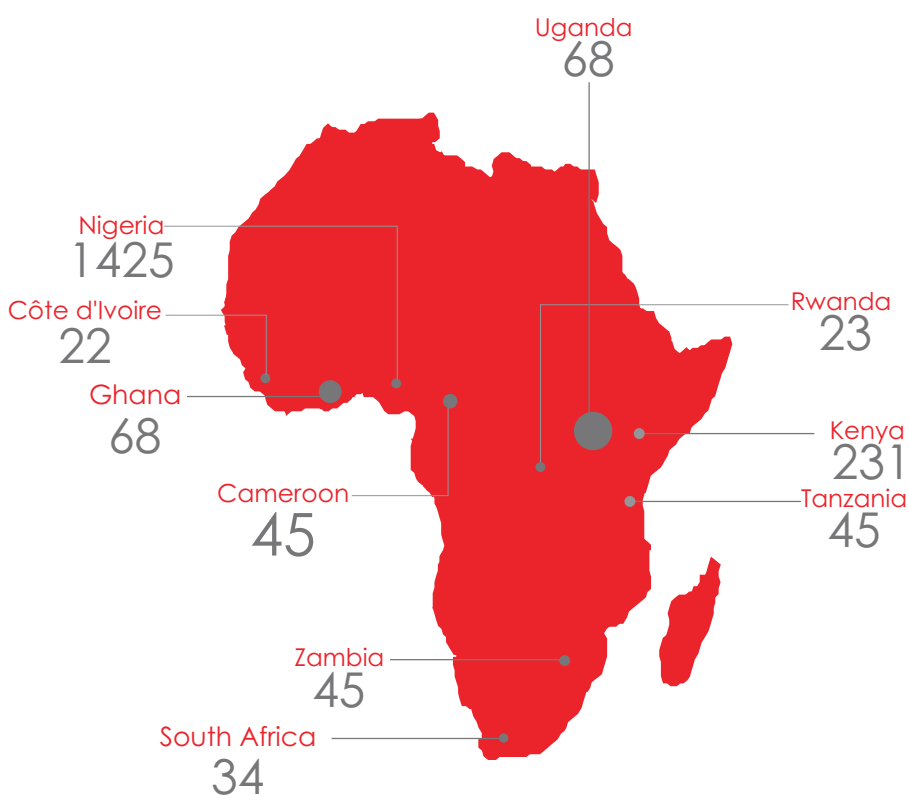 Uganda
68
Nigeria
1425
Côte d'Ivoire
22
Ghana
68
Cameroon
45
Rwanda
23
Kenya
231
Tanzania
45
Zambia
45
South Africa
34